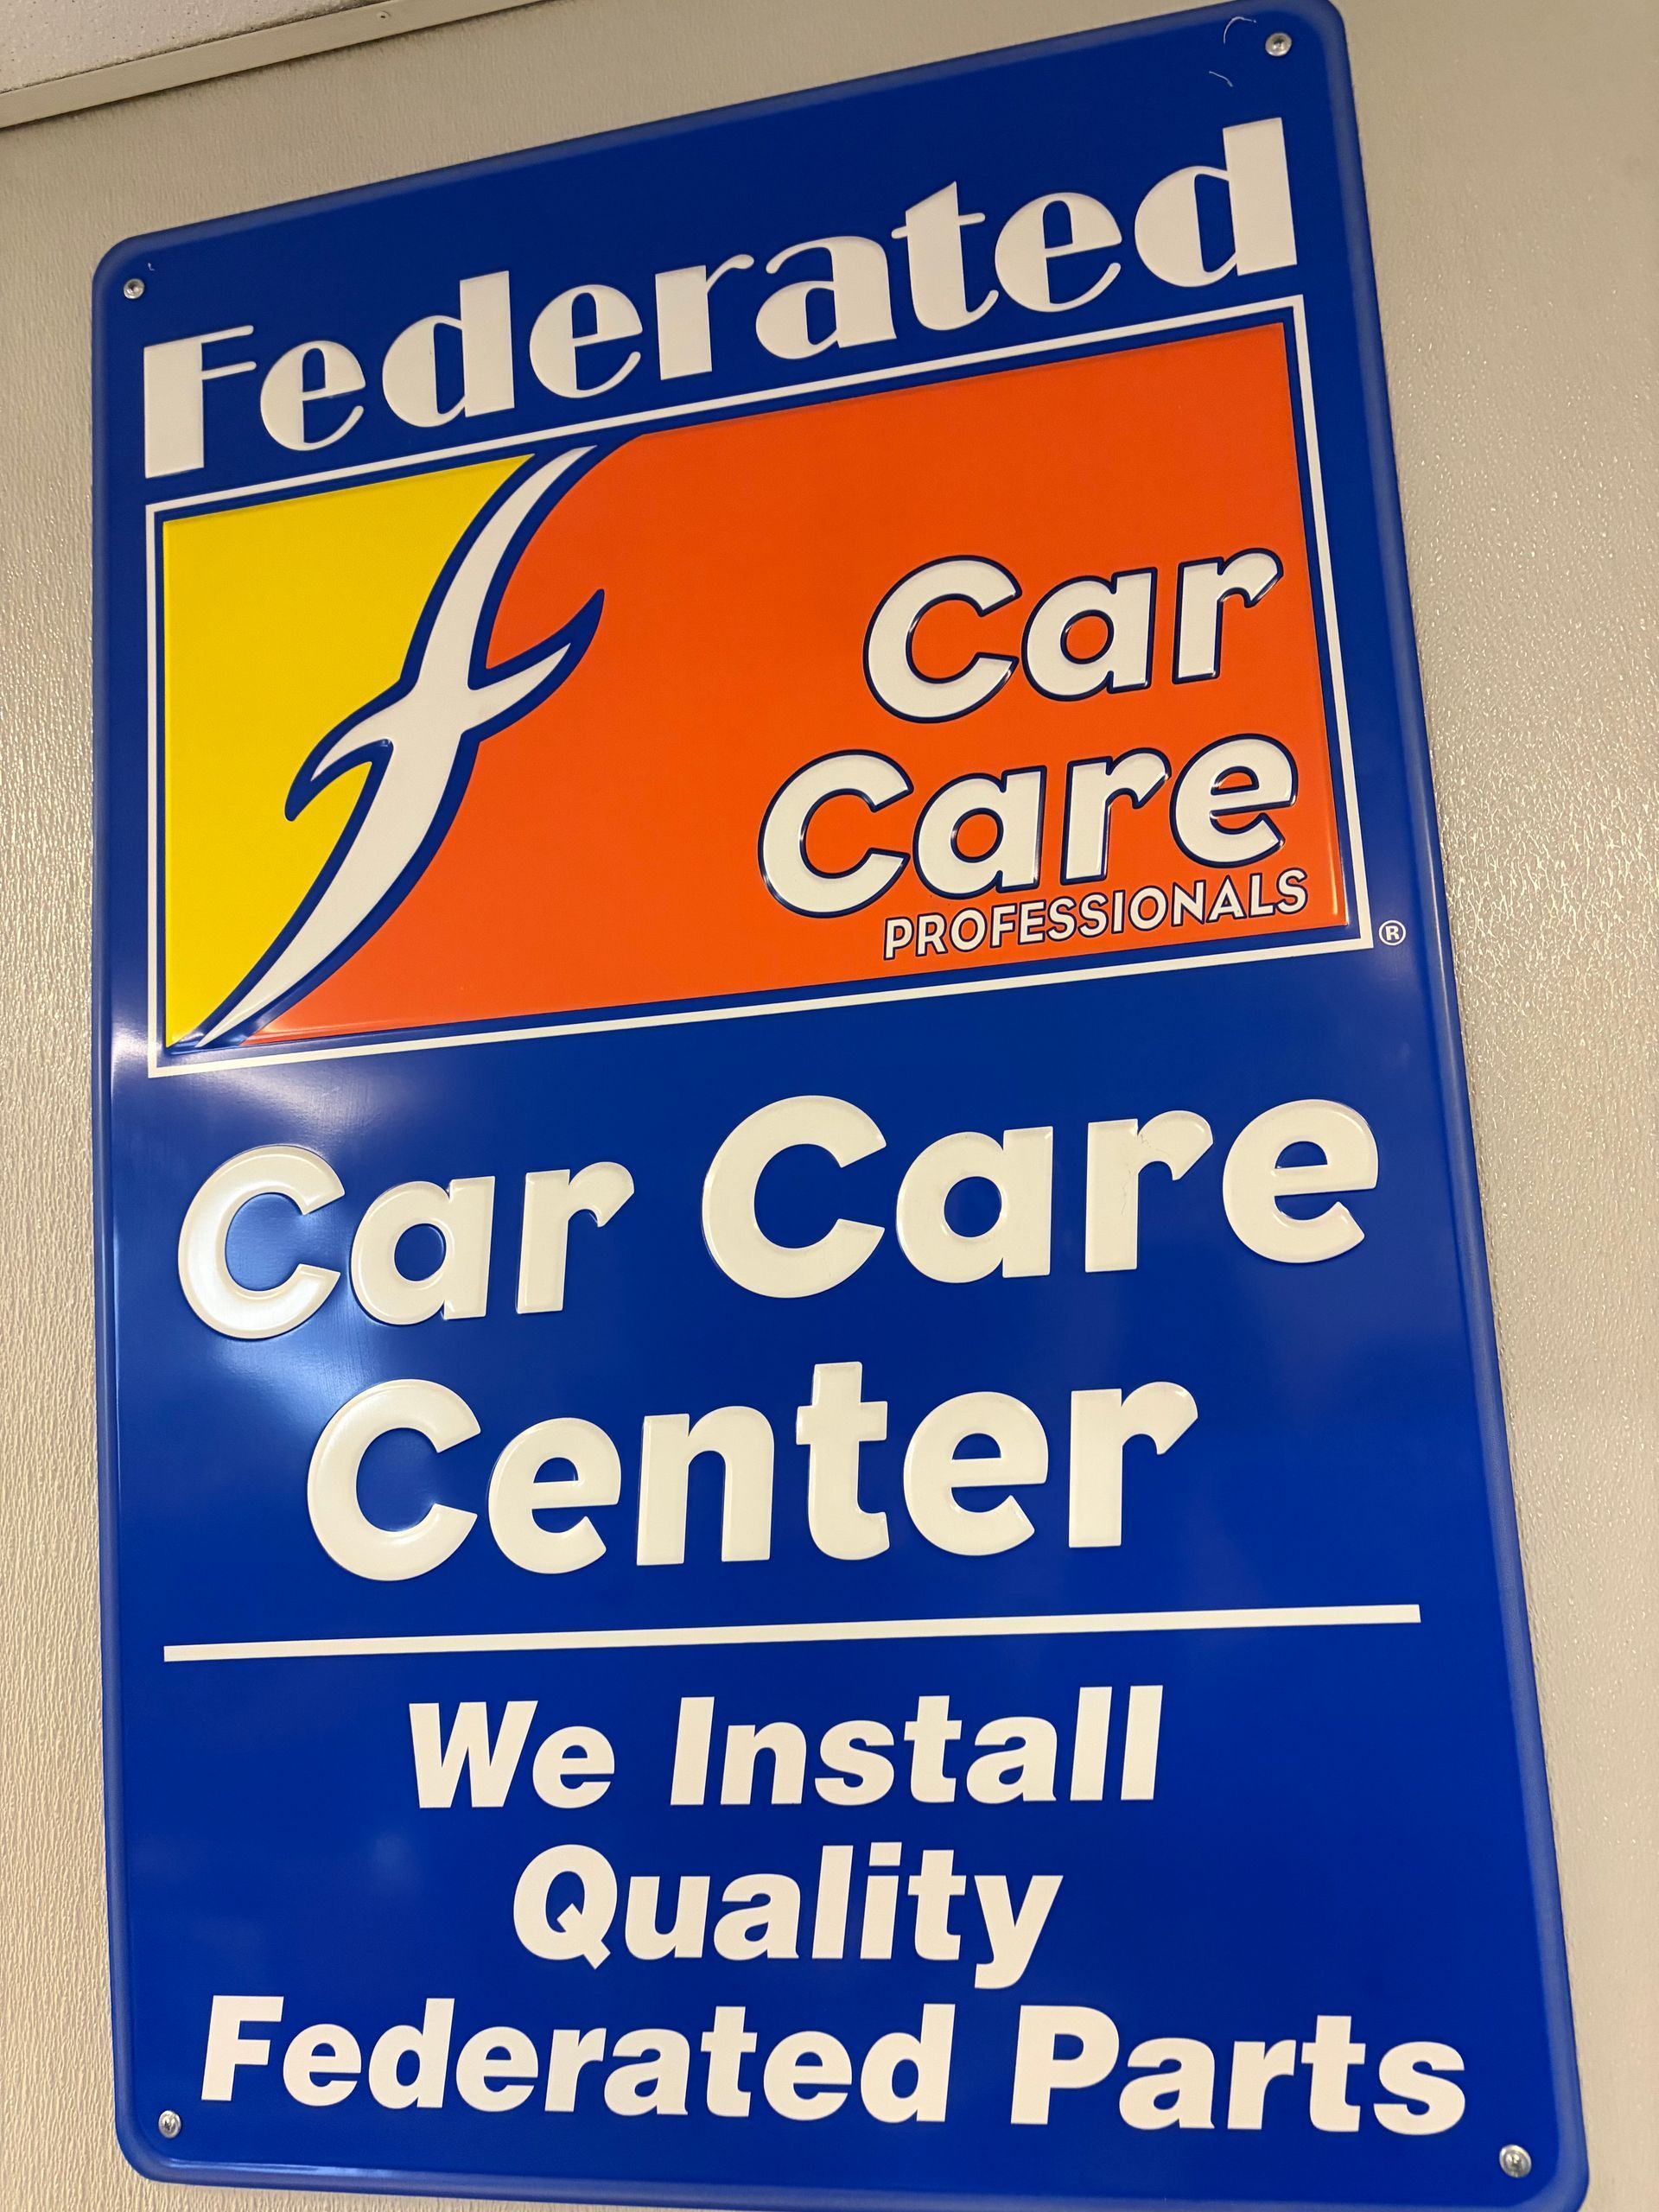 Federated
f
Car
Care
PROFESSIONALS
®
Car Care
Center
We Install
Quality
Federated Parts